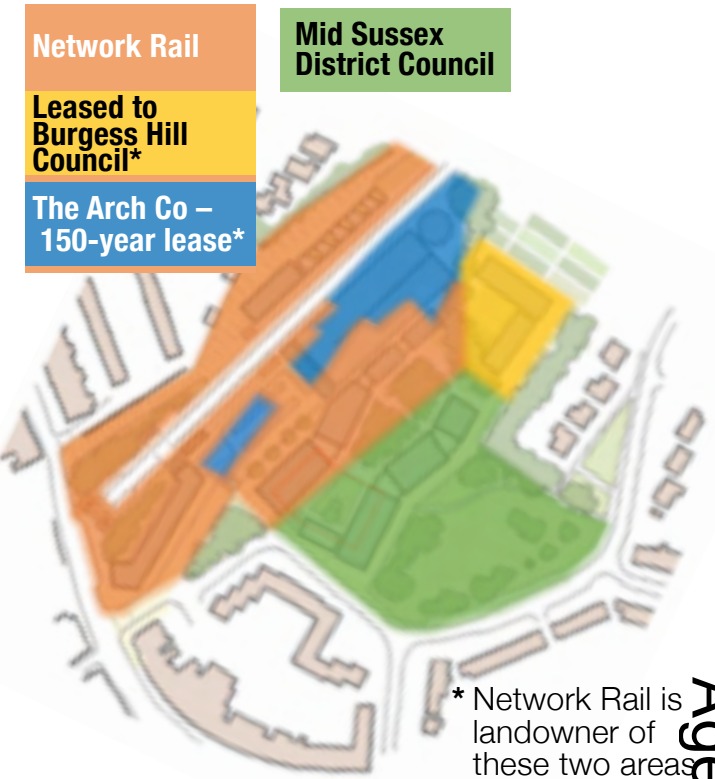 Network Rail
Mid Sussex
District Council
Leased to
Burgess Hill
Council*
The Arch Co –
150-year lease*
* Network Rail is
landowner of
these two areas
Age